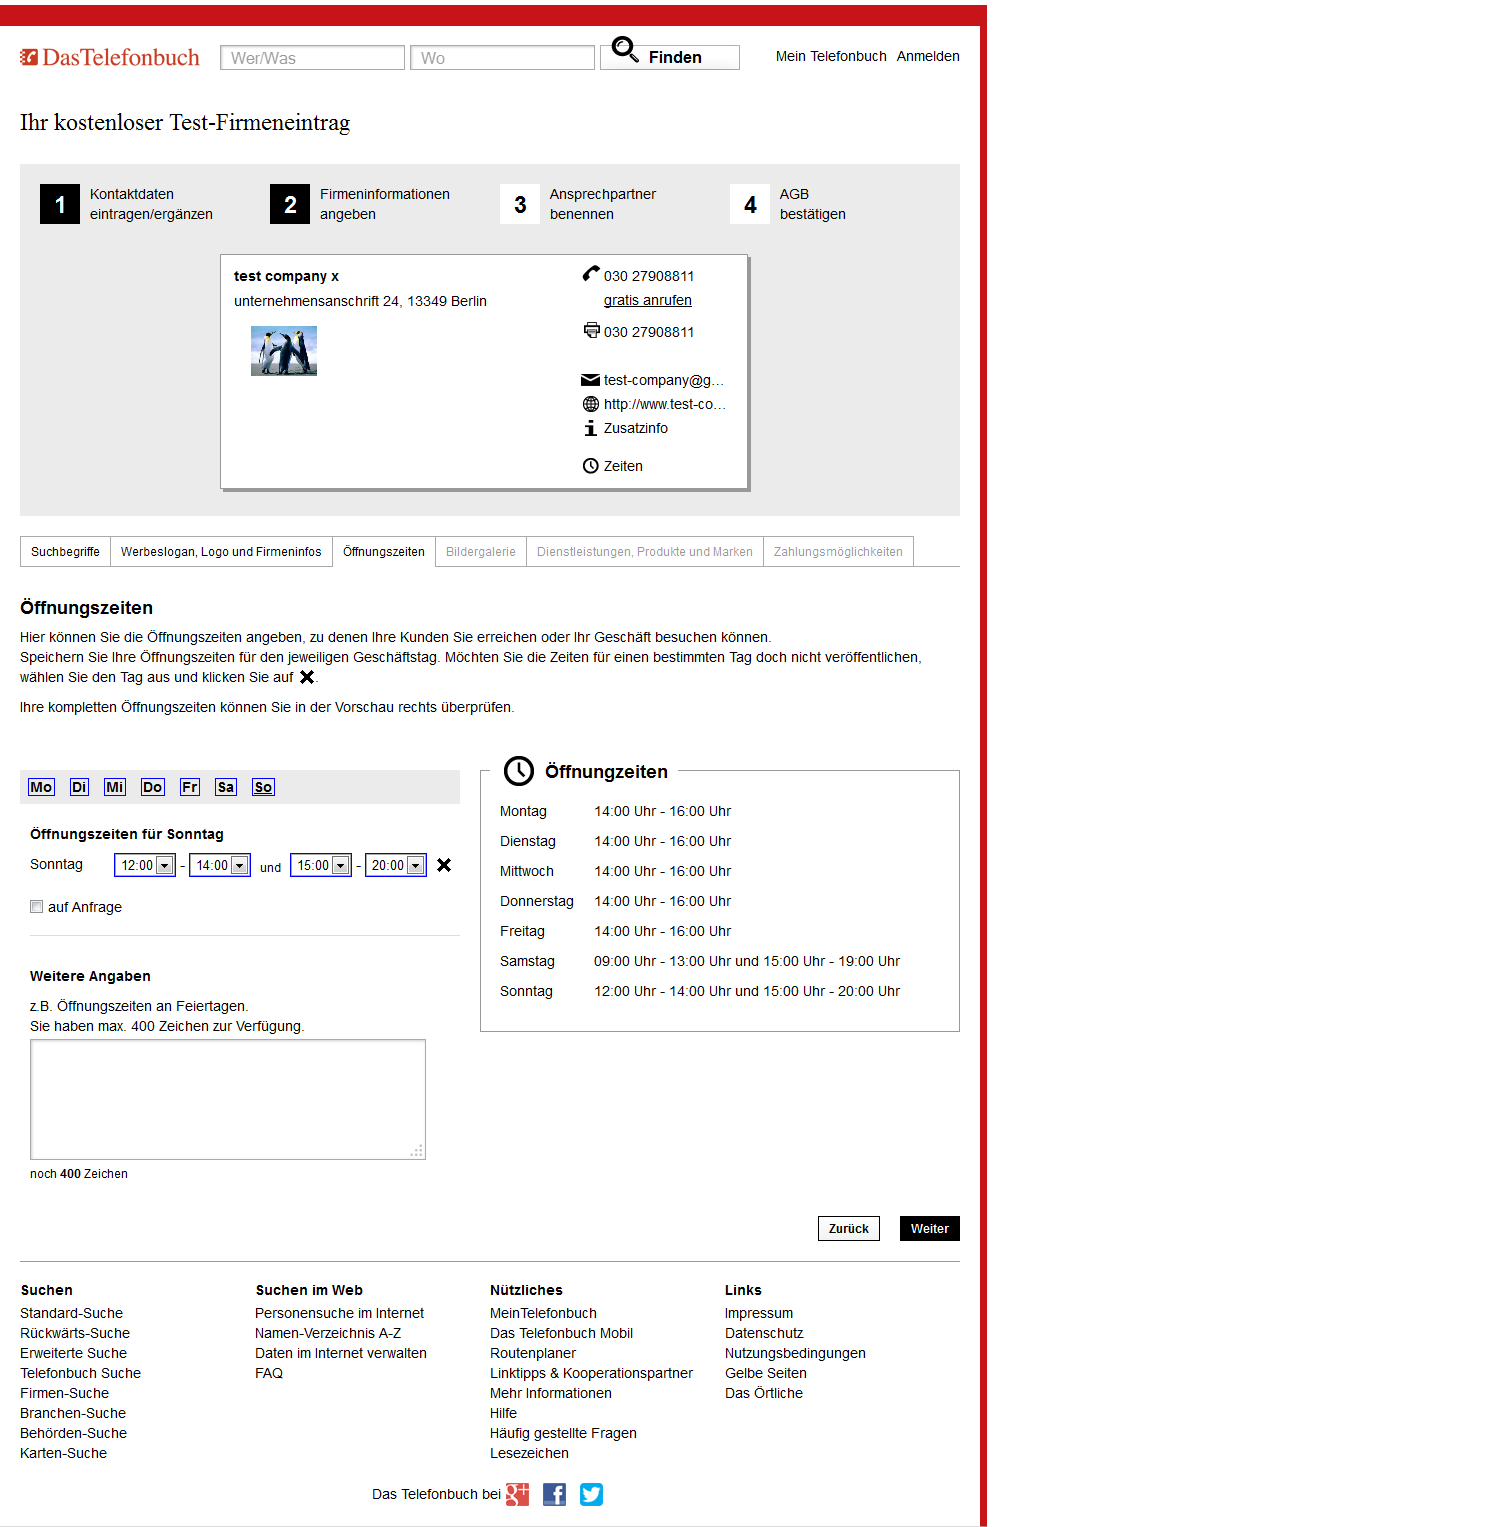 DasTelefonbuch Wer/Was Wo Finden Mein Telefonbuch Anmelden
Ihr kostenloser Test-Firmeneintrag
1 Kontaktdaten eintragen/ergänzen
2 Firmeninformationen angeben
3 Ansprechpartner benennen
4 AGB bestätigen
test company x
unternehmensanschrift 24, 13349 Berlin
030 27908811
gratis anrufen
030 27908811
test-company@g...
http://www.test-co...
Zusatzinfo
Zeiten
Suchbegriffe Werbeslogan, Logo und Firmeninfos Öffnungszeiten Bildergalerie Dienstleistungen, Produkte und Marken Zahlungsmöglichkeiten
Öffnungszeiten
Hier können Sie die Öffnungszeiten angeben, zu denen Ihre Kunden Sie erreichen oder Ihr Geschäft besuchen können.
Speichern Sie Ihre Öffnungszeiten für den jeweiligen Geschäftstag. Möchten Sie die Zeiten für einen bestimmten Tag doch nicht veröffentlichen,
wählen Sie den Tag aus und klicken Sie auf ✖.
Ihre kompletten Öffnungszeiten können Sie in der Vorschau rechts überprüfen.
Mo Di Mi Do Fr Sa So
Öffnungszeiten für Sonntag
Sonntag 12:00 - 14:00 und 15:00 - 20:00
auf Anfrage
Weitere Angaben
z.B. Öffnungszeiten an Feiertagen.
Sie haben max. 400 Zeichen zur Verfügung.
noch 400 Zeichen
Öffnungzeiten
Montag 14:00 Uhr - 16:00 Uhr
Dienstag 14:00 Uhr - 16:00 Uhr
Mittwoch 14:00 Uhr - 16:00 Uhr
Donnerstag 14:00 Uhr - 16:00 Uhr
Freitag 14:00 Uhr - 16:00 Uhr
Samstag 09:00 Uhr - 13:00 Uhr und 15:00 Uhr - 19:00 Uhr
Sonntag 12:00 Uhr - 14:00 Uhr und 15:00 Uhr - 20:00 Uhr
Zurück Weiter
Suchen
Standard-Suche
Rückwärts-Suche
Erweiterte Suche
Telefonbuch Suche
Firmen-Suche
Branchen-Suche
Behörden-Suche
Karten-Suche
Suchen im Web
Personensuche im Internet
Namen-Verzeichnis A-Z
Daten im Internet verwalten
FAQ
Nützliches
MeinTelefonbuch
Das Telefonbuch Mobil
Routenplaner
Linktipps & Kooperationspartner
Mehr Informationen
Hilfe
Häufig gestellte Fragen
Lesezeichen
Links
Impressum
Datenschutz
Nutzungsbedingungen
Gelbe Seiten
Das Örtliche
Das Telefonbuch bei